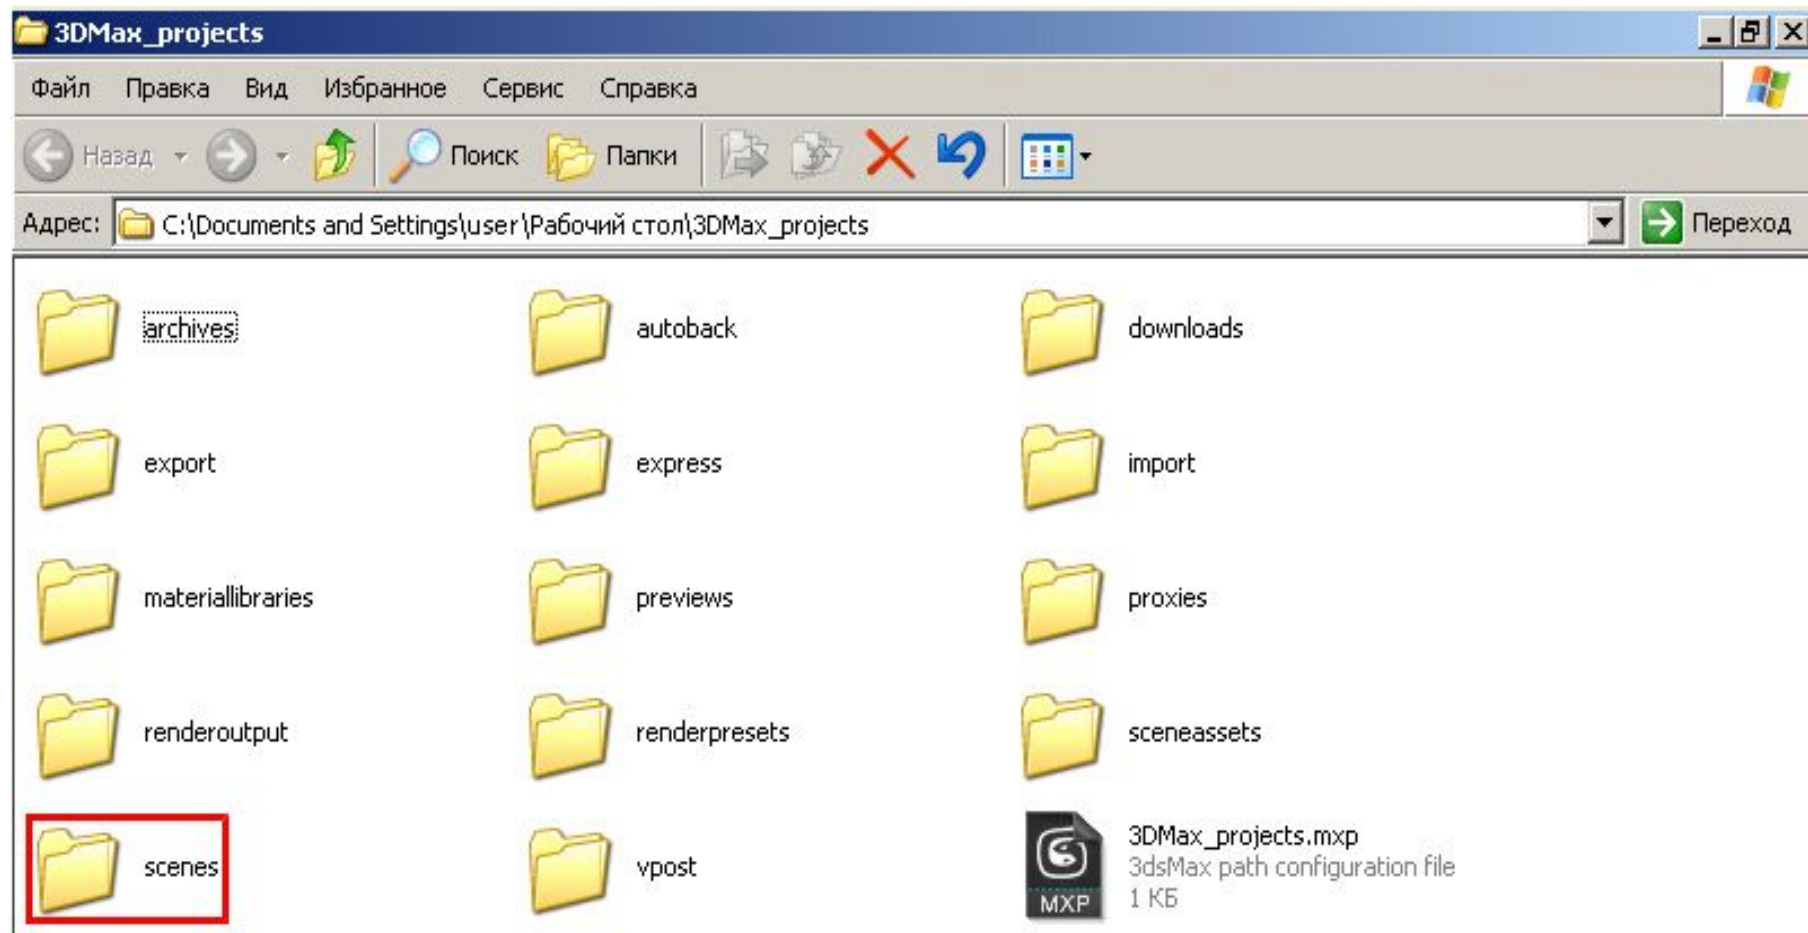 3DMax_projects
Файл Правка Вид Избранное Сервис Справка
Назад Поиск Папки
Адрес: C:\Documents and Settings\user\Рабочий стол\3DMax_projects Переход
archives autoback downloads
export express import
materiallibraries previews proxies
renderoutput renderpresets sceneassets
scenes vpost 3DMax_projects.mxp
3dsMax path configuration file
1 КБ
MXP